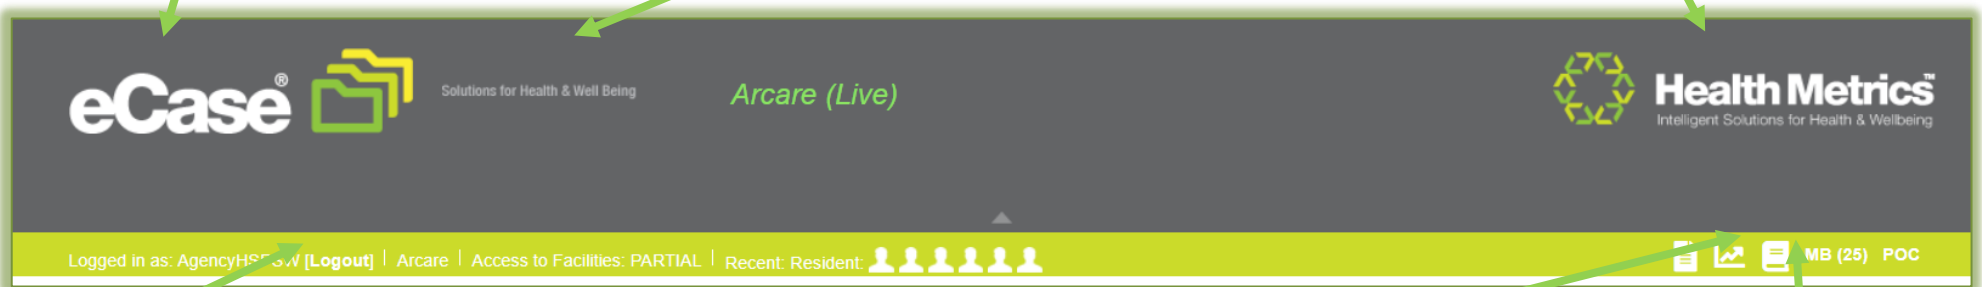 eCase®
Solutions for Health & Well Being
Arcare (Live)
Health Metrics™
Intelligent Solutions for Health & Wellbeing
Logged in as: [Logout] | Arcare | Access to Facilities: PARTIAL | Recent: Resident:
MB (25) POC